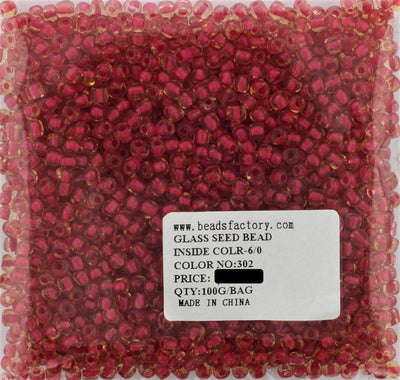 www.beadsfactory.com
GLASS SEED BEAD
INSIDE COLR-6/0
COLOR NO:302
PRICE:
QTY:100G/BAG
MADE IN CHINA